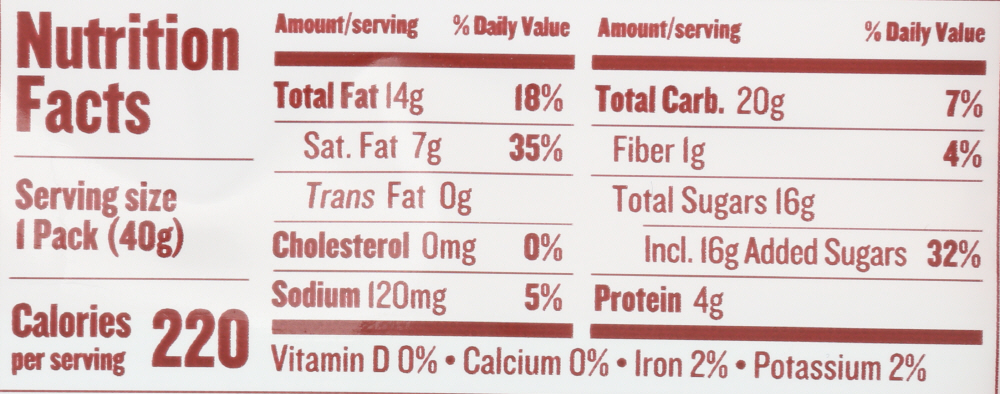 Nutrition
Facts
Serving size
1 Pack (40g)
Calories
per serving 220
Amount/serving % Daily Value
Total Fat 14g 18%
Sat. Fat 7g 35%
Trans Fat 0g
Cholesterol 0mg 0%
Sodium 120mg 5%
Amount/serving % Daily Value
Total Carb. 20g 7%
Fiber 1g 4%
Total Sugars 16g
Incl. 16g Added Sugars 32%
Protein 4g
Vitamin D 0% • Calcium 0% • Iron 2% • Potassium 2%